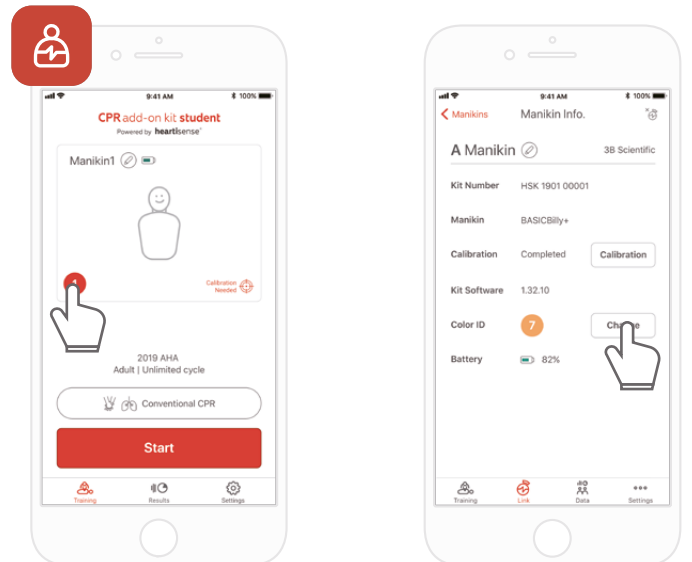 9:41 AM
100%
CPR add-on kit student
Powered by heartisense®
Manikin1
Calibration
Needed
2019 AHA
Adult | Unlimited cycle
Conventional CPR
Start
Training
Results
Settings
9:41 AM
100%
Manikins
Manikin Info.
A Manikin
3B Scientific
Kit Number
HSK 1901 00001
Manikin
BASICBilly+
Calibration
Completed
Calibration
Kit Software
1.32.10
Color ID
7
Battery
82%
Training
Link
Data
Settings